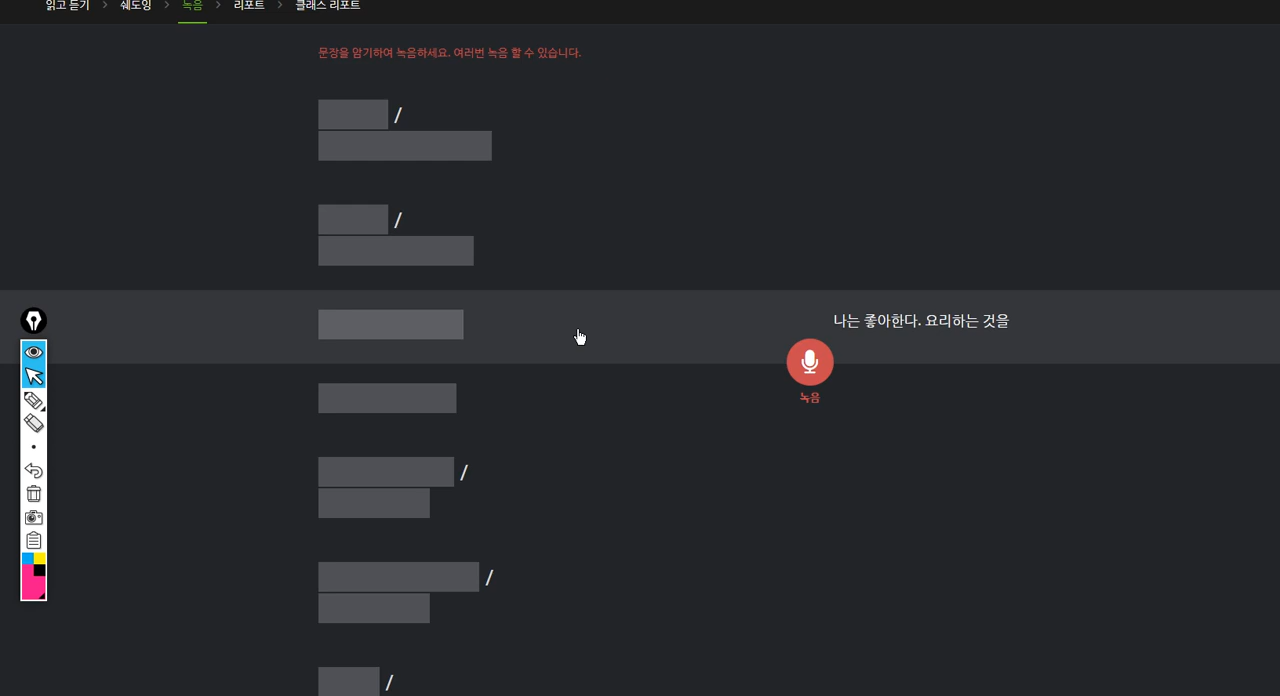 읽고 듣기 > 쉐도잉 > 녹음 > 리포트 > 클래스 리포트
문장을 암기하여 녹음하세요. 여러번 녹음 할 수 있습니다.
/
/
나는 좋아한다. 요리하는 것을
녹음
/
/
/